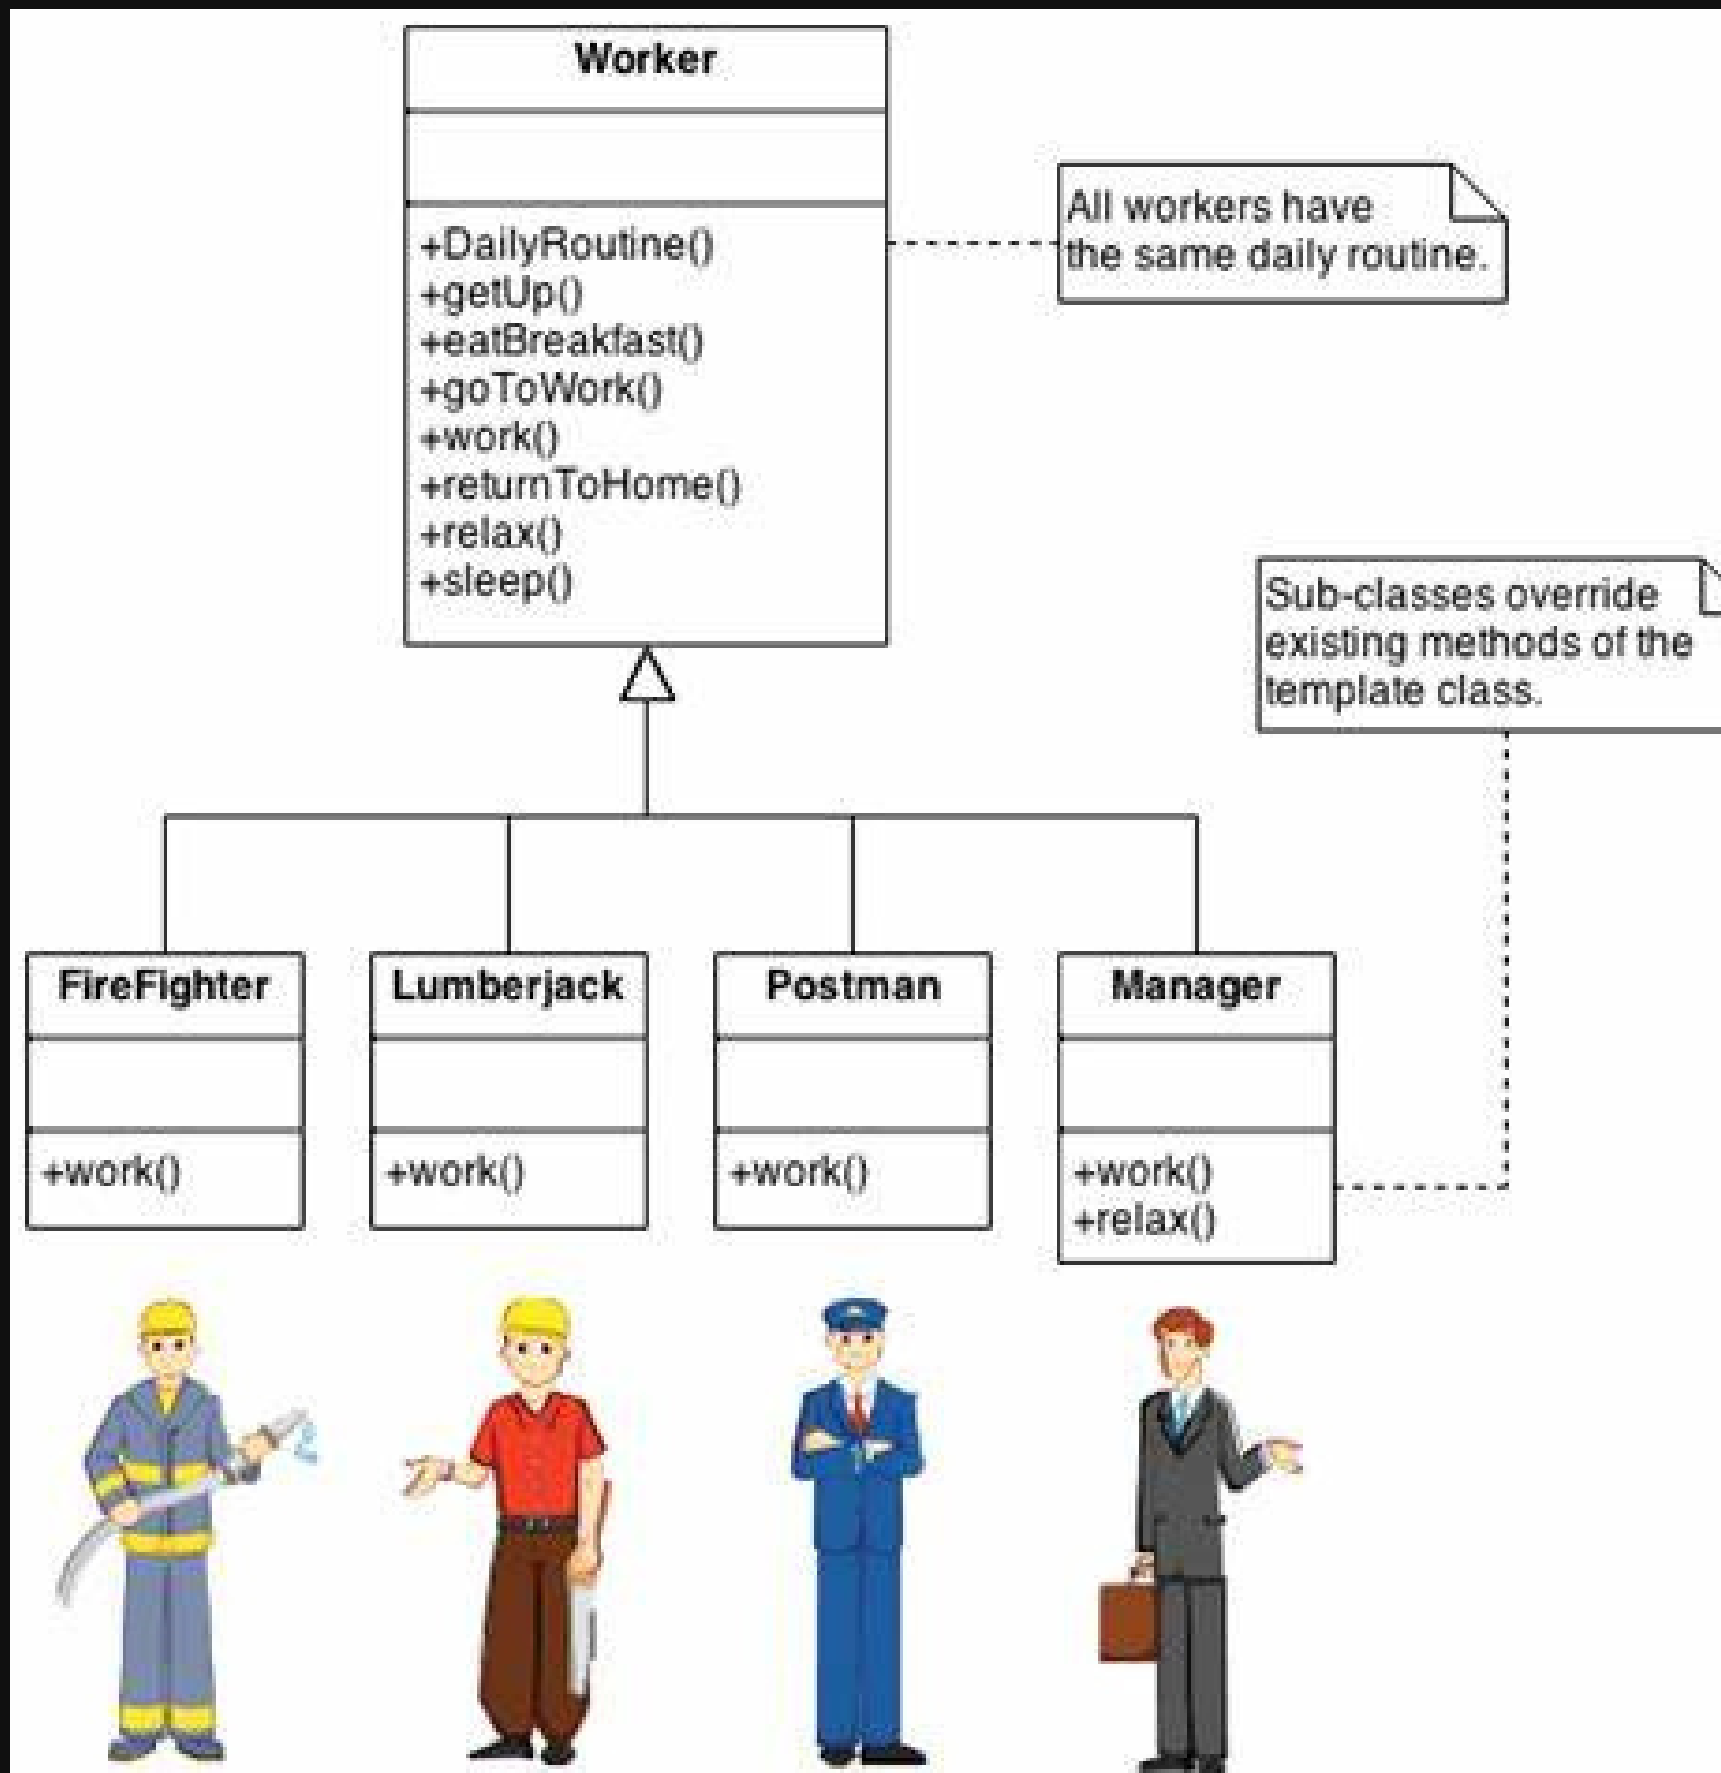 Worker
+DailyRoutine()
+getUp()
+eatBreakfast()
+goToWork()
+work()
+returnToHome()
+relax()
+sleep()
All workers have
the same daily routine.
Sub-classes override
existing methods of the
template class.
FireFighter
+work()
Lumberjack
+work()
Postman
+work()
Manager
+work()
+relax()